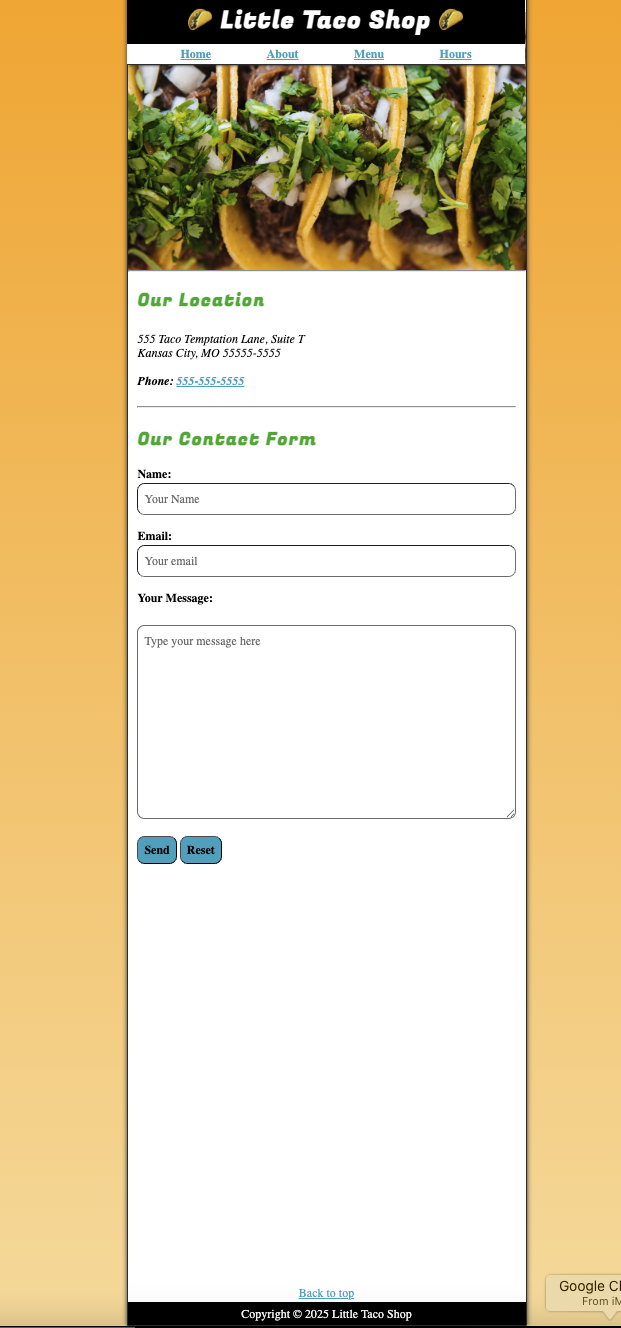 Little Taco Shop
Home About Menu Hours
Our Location
555 Taco Temptation Lane, Suite T
Kansas City, MO 55555-5555
Phone: 555-555-5555
Our Contact Form
Name:
Your Name
Email:
Your email
Your Message:
Type your message here
Send Reset
Back to top
Copyright © 2025 Little Taco Shop
Google
From